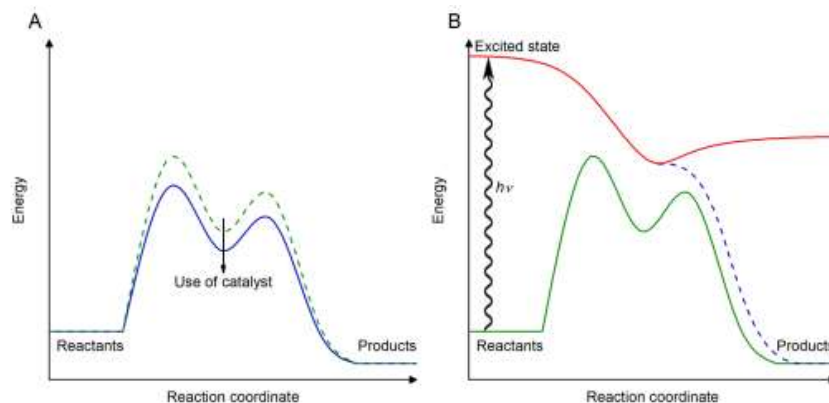 A
Energy
Use of catalyst
Reactants
Products
Reaction coordinate
B
Excited state
Energy
hν
Reactants
Products
Reaction coordinate